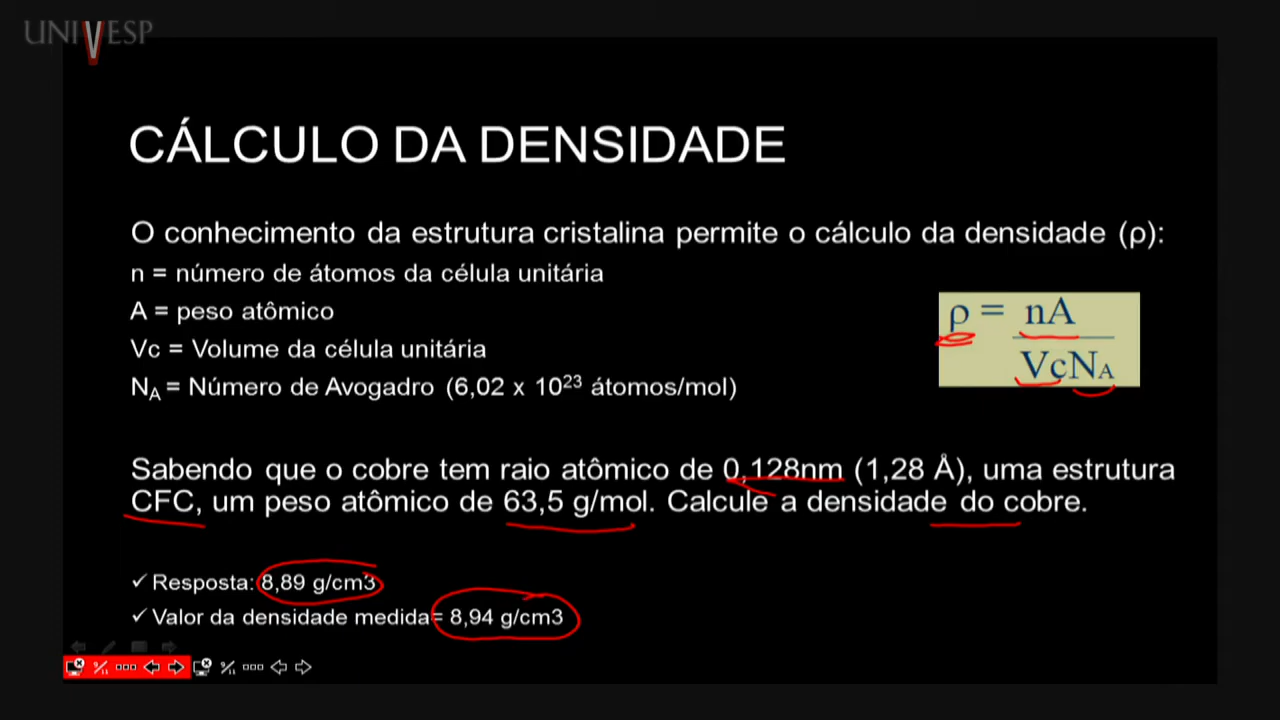 UNIVESP
CÁLCULO DA DENSIDADE
O conhecimento da estrutura cristalina permite o cálculo da densidade (ρ):
n = número de átomos da célula unitária
A = peso atômico
Vc = Volume da célula unitária
NA = Número de Avogadro (6,02 x 10²³ átomos/mol)
ρ = nA
VcNA
Sabendo que o cobre tem raio atômico de 0,128nm (1,28 Å), uma estrutura
CFC, um peso atômico de 63,5 g/mol. Calcule a densidade do cobre.
✓ Resposta: 8,89 g/cm3
✓ Valor da densidade medida= 8,94 g/cm3